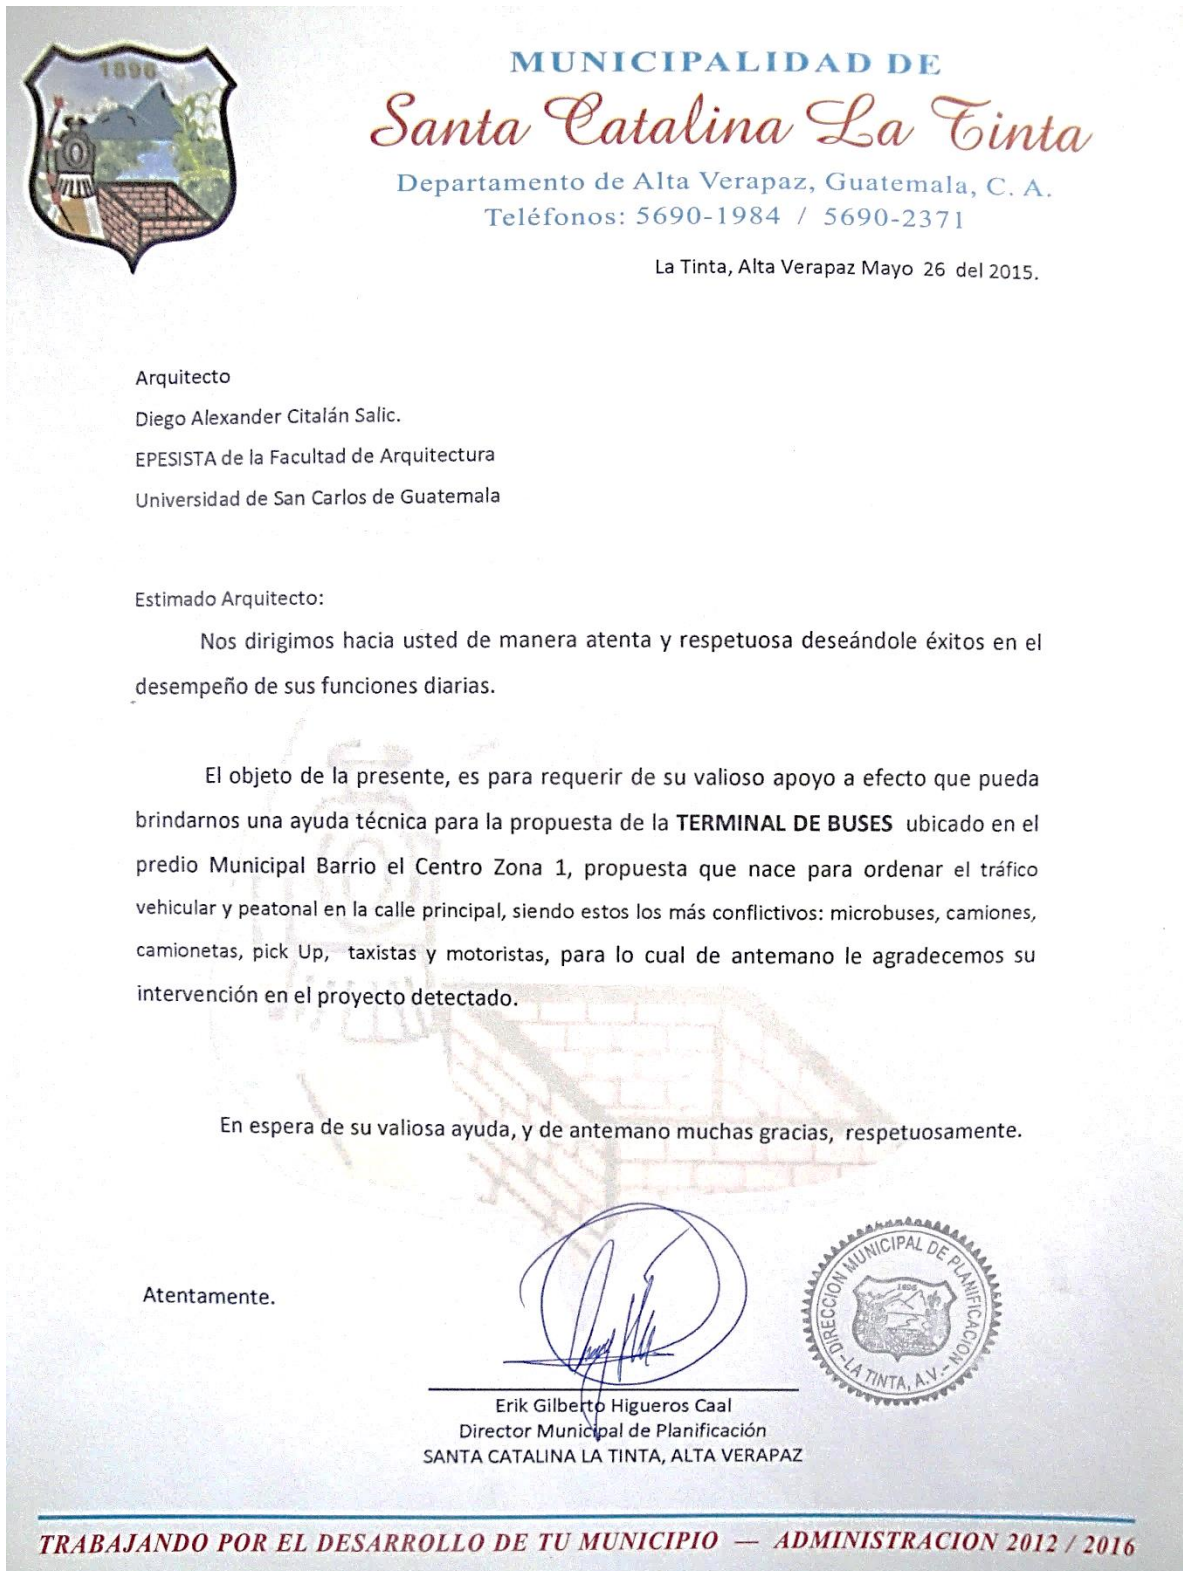 1896
MUNICIPALIDAD DE
Santa Catalina La Tinta
Departamento de Alta Verapaz, Guatemala, C. A.
Teléfonos: 5690-1984 / 5690-2371
La Tinta, Alta Verapaz Mayo 26 del 2015.
Arquitecto
Diego Alexander Citalán Salic.
EPESISTA de la Facultad de Arquitectura
Universidad de San Carlos de Guatemala
Estimado Arquitecto:
Nos dirigimos hacia usted de manera atenta y respetuosa deseándole éxitos en el
desempeño de sus funciones diarias.
El objeto de la presente, es para requerir de su valioso apoyo a efecto que pueda
brindarnos una ayuda técnica para la propuesta de la TERMINAL DE BUSES ubicado en el
predio Municipal Barrio el Centro Zona 1, propuesta que nace para ordenar el tráfico
vehicular y peatonal en la calle principal, siendo estos los más conflictivos: microbuses, camiones,
camionetas, pick Up, taxistas y motoristas, para lo cual de antemano le agradecemos su
intervención en el proyecto detectado.
En espera de su valiosa ayuda, y de antemano muchas gracias, respetuosamente.
Atentamente.
DIRECCION MUNICIPAL DE PLANIFICACION
1896
-LA TINTA, A.V.-
Erik Gilberto Higueros Caal
Director Municipal de Planificación
SANTA CATALINA LA TINTA, ALTA VERAPAZ
TRABAJANDO POR EL DESARROLLO DE TU MUNICIPIO — ADMINISTRACION 2012 / 2016